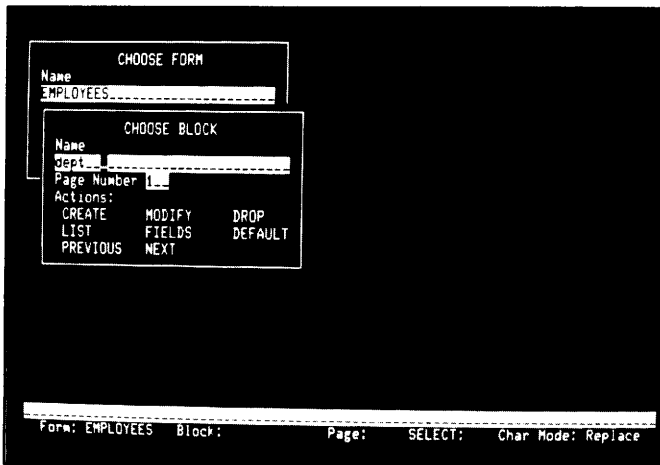 CHOOSE FORM
Name
EMPLOYEES
CHOOSE BLOCK
Name
dept
Page Number 1
Actions:
CREATE MODIFY DROP
LIST FIELDS DEFAULT
PREVIOUS NEXT
Form: EMPLOYEES Block: Page: SELECT: Char Mode: Replace